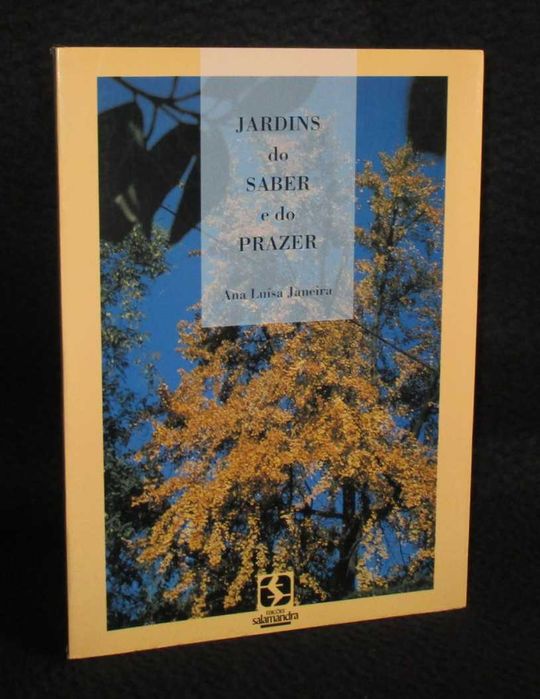 JARDINS
do
SABER
e do
PRAZER
Ana Luísa Janeira
EDIÇÕES
salamandra